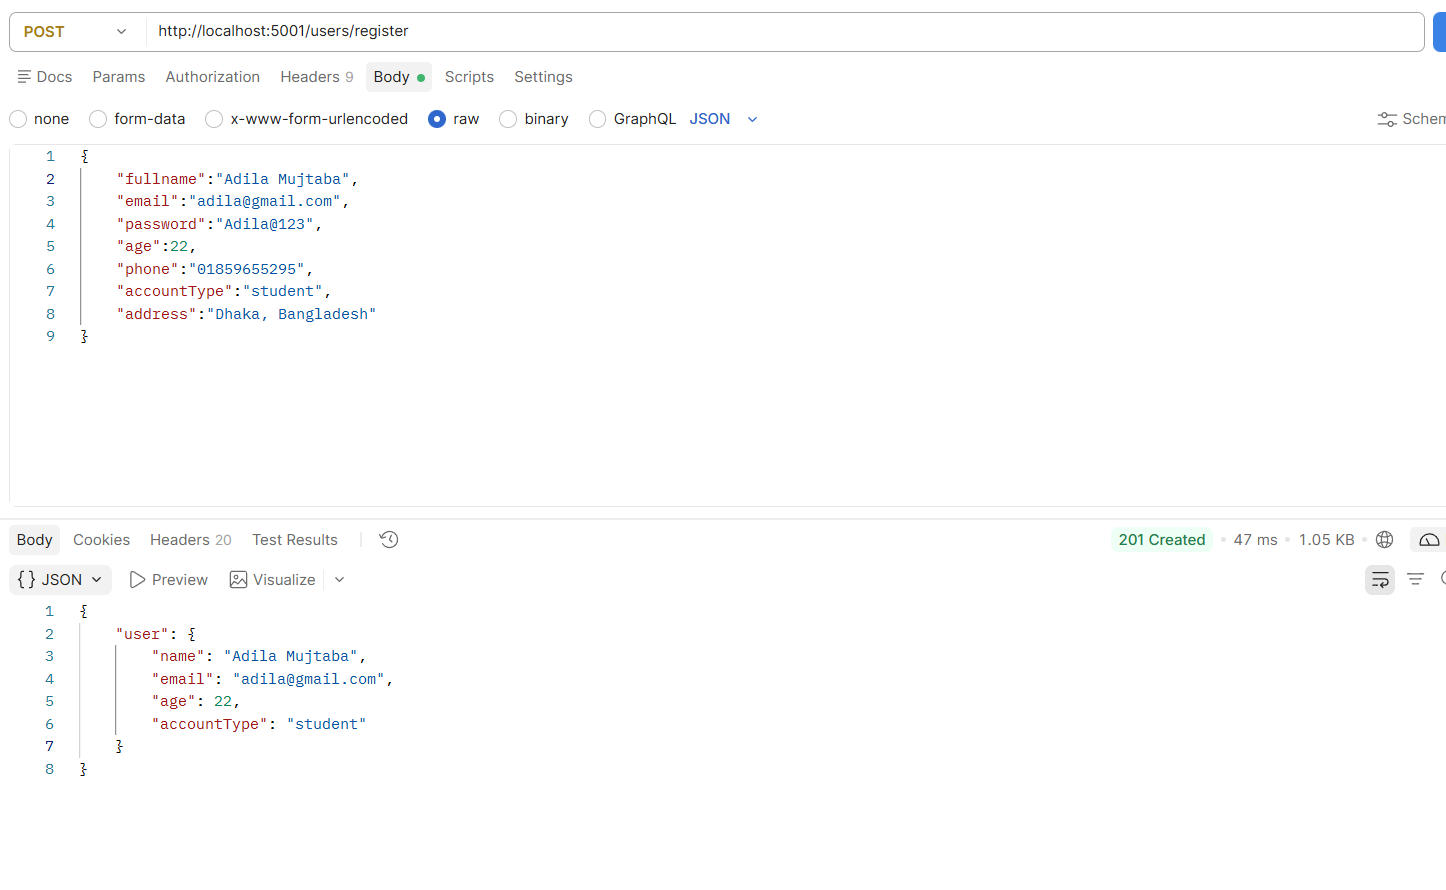 POST http://localhost:5001/users/register
Docs Params Authorization Headers 9 Body Scripts Settings
none form-data x-www-form-urlencoded raw binary GraphQL JSON
1 {
2 "fullname":"Adila Mujtaba",
3 "email":"adila@gmail.com",
4 "password":"Adila@123",
5 "age":22,
6 "phone":"01859655295",
7 "accountType":"student",
8 "address":"Dhaka, Bangladesh"
9 }
Body Cookies Headers 20 Test Results 201 Created 47 ms 1.05 KB
{} JSON Preview Visualize
1 {
2 "user": {
3 "name": "Adila Mujtaba",
4 "email": "adila@gmail.com",
5 "age": 22,
6 "accountType": "student"
7 }
8 }